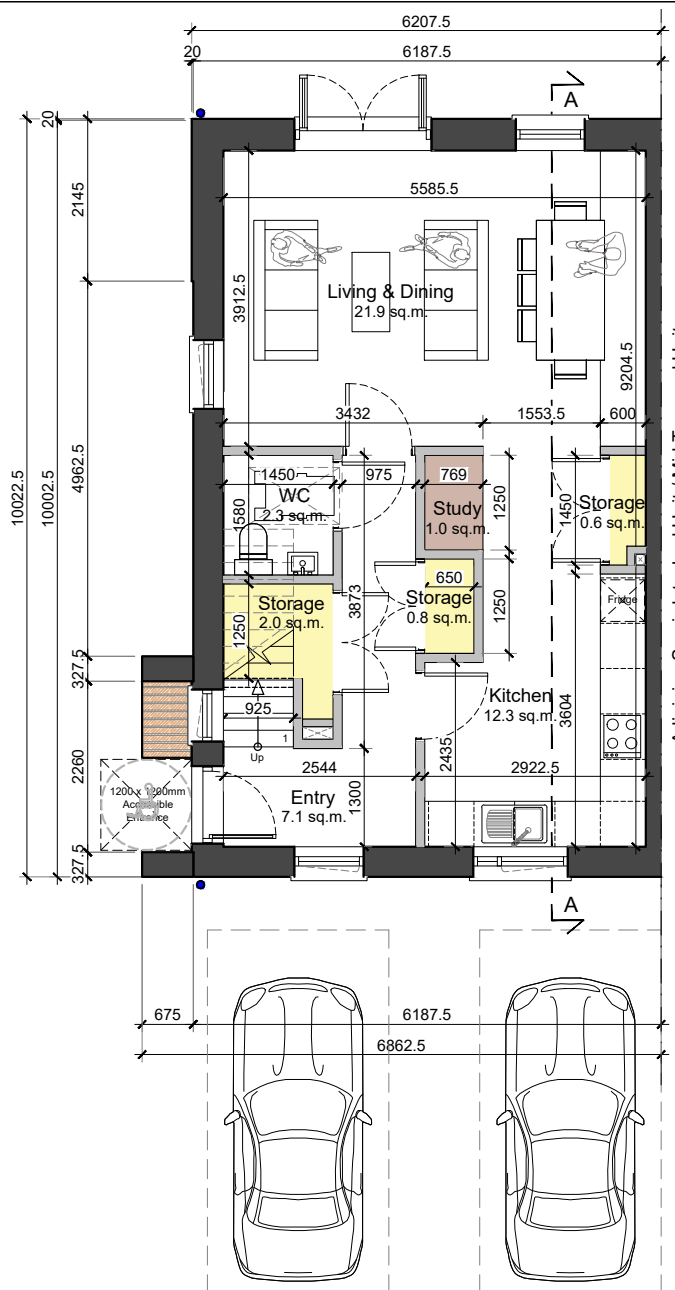 6207.5
20
6187.5
A
20
2145
5585.5
Living & Dining
21.9 sq.m.
3912.5
9204.5
3432
1553.5
600
10022.5
10002.5
4962.5
1450
975
769
WC
2.3 sq.m.
1580
Study
1.0 sq.m.
1250
1450
Storage
0.6 sq.m.
Storage
2.0 sq.m.
1250
3873
650
Storage
0.8 sq.m.
1250
Fridge
327.5
925
1
Up
Kitchen
12.3 sq.m.
3604
2435
2260
2544
2922.5
1200 x 1200mm
Accessible
Entrance
Entry
7.1 sq.m.
1300
327.5
A
675
6187.5
6862.5